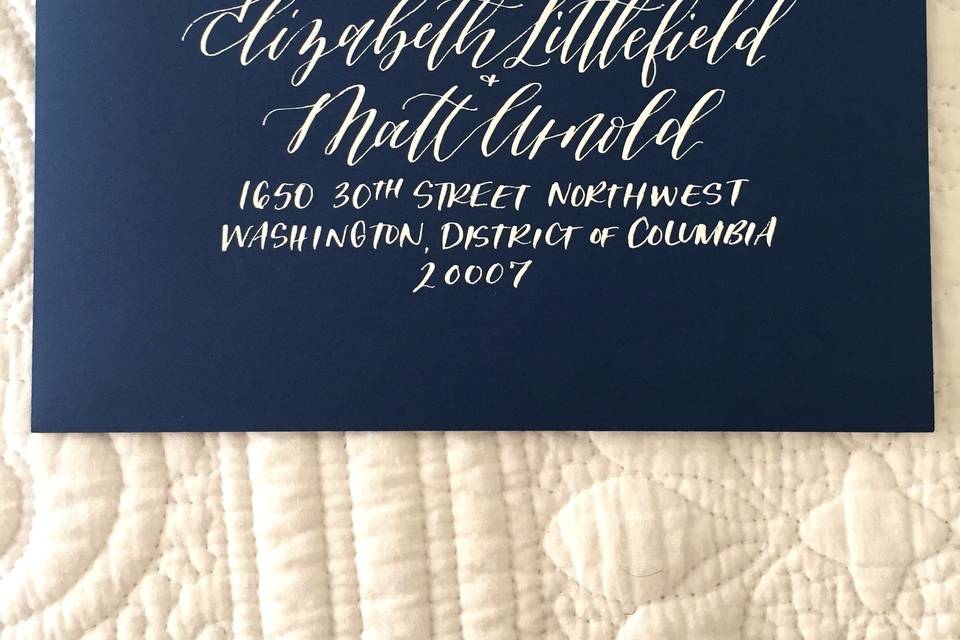 Elizabeth Littlefield
&
Matt Arnold
1650 30TH STREET NORTHWEST
WASHINGTON, DISTRICT OF COLUMBIA
20007